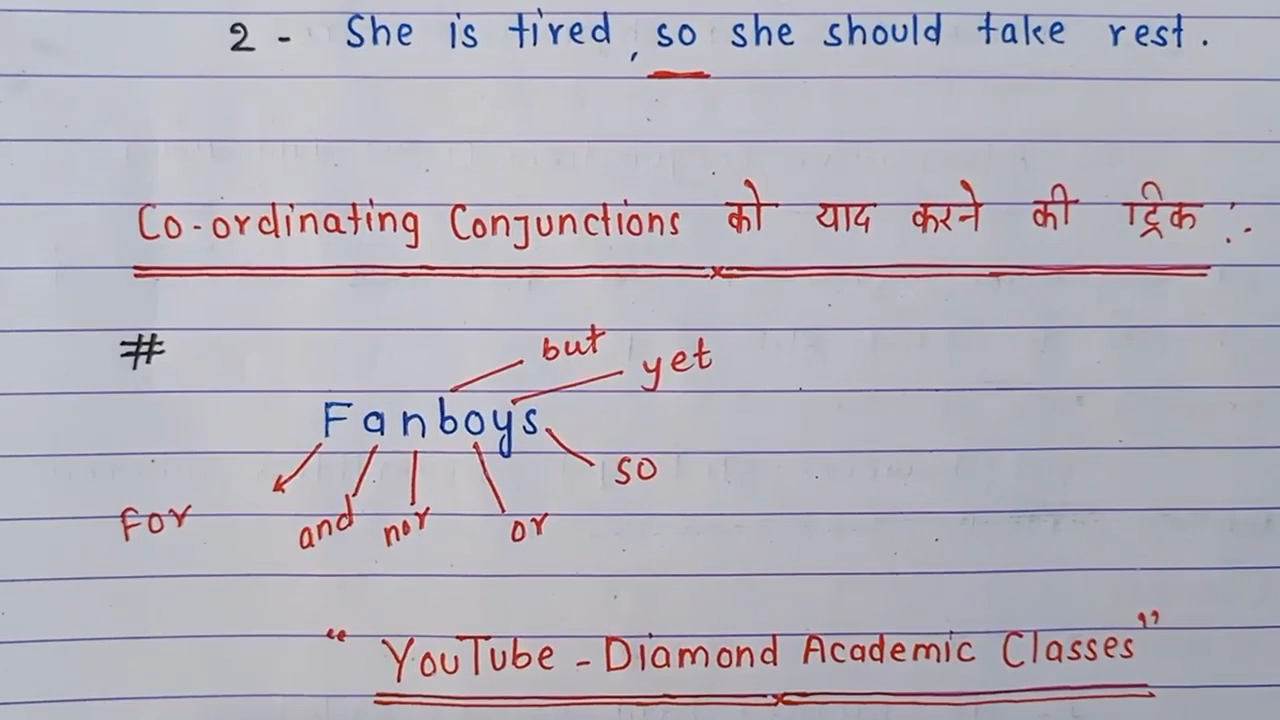 2 - She is tired, so she should take rest.
Co-ordinating Conjunctions को याद करने की ट्रिक :-
#
but
yet
Fanboys
so
For and nor or
"YouTube - Diamond Academic Classes"